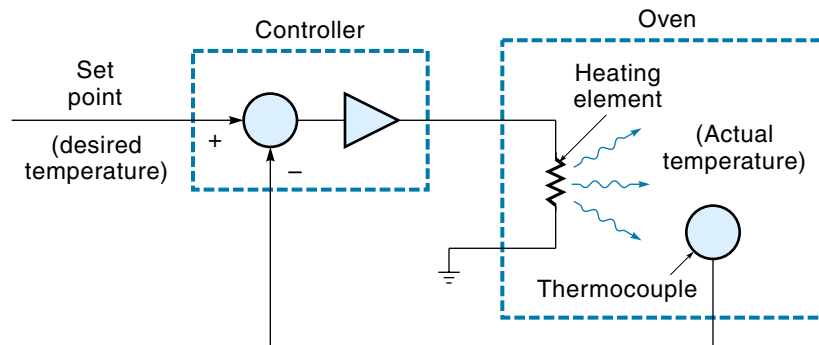 Oven
Controller
Set
point
(desired
temperature)
+
−
Heating
element
(Actual
temperature)
Thermocouple